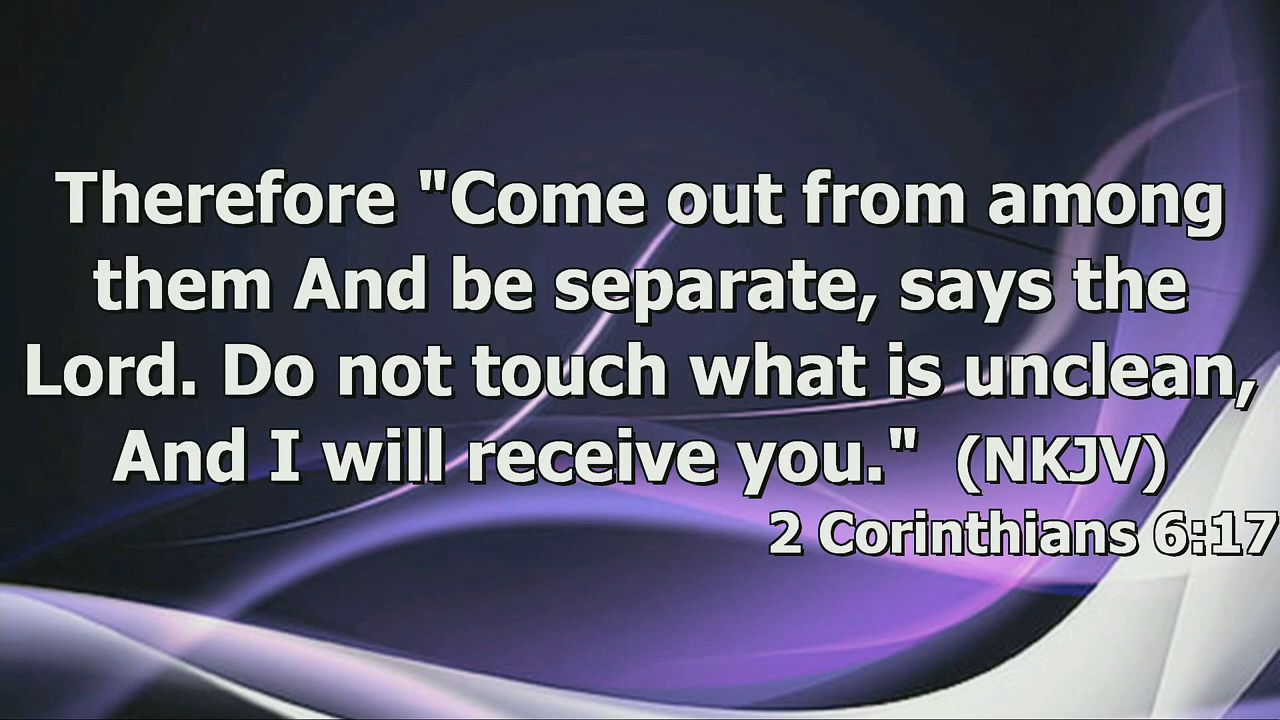 Therefore "Come out from among
them And be separate, says the
Lord. Do not touch what is unclean,
And I will receive you." (NKJV)
2 Corinthians 6:17